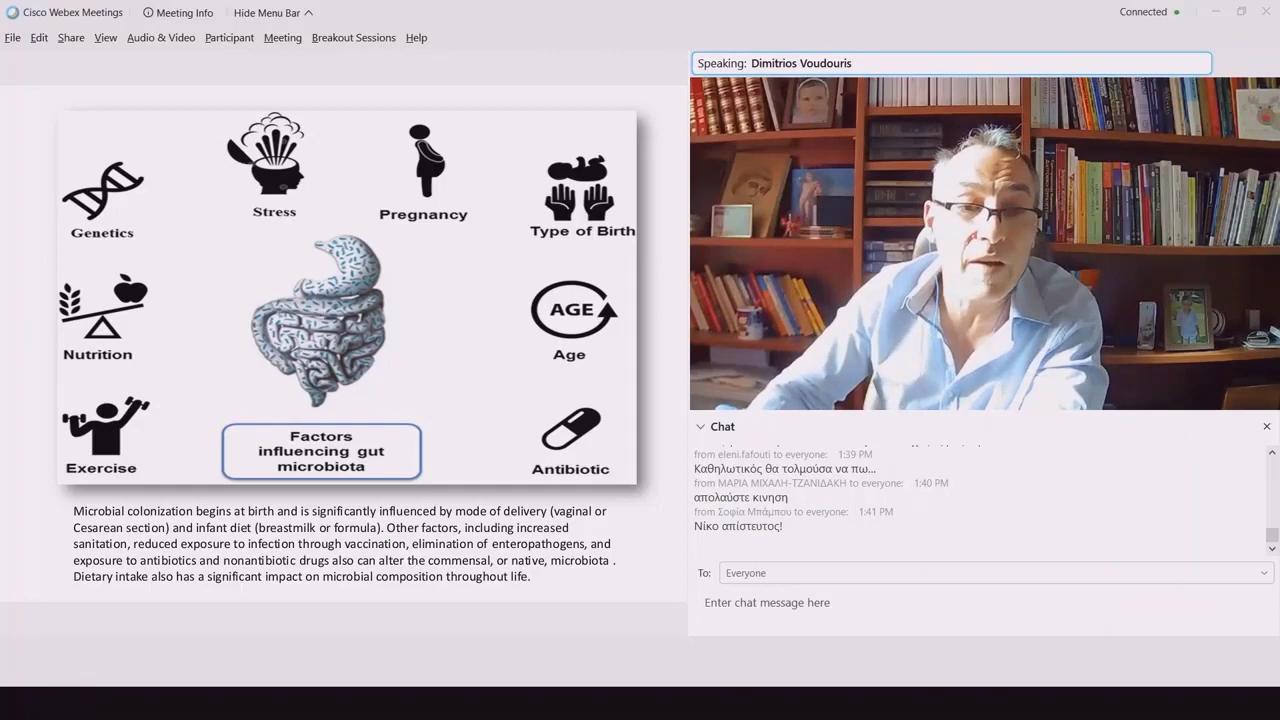 Cisco Webex Meetings
Meeting Info
Hide Menu Bar
Connected
File Edit Share View Audio & Video Participant Meeting Breakout Sessions Help
Speaking: Dimitrios Voudouris
Stress
Pregnancy
Genetics
Type of Birth
Nutrition
AGE
Age
Exercise
Factors
influencing gut
microbiota
Antibiotic
Microbial colonization begins at birth and is significantly influenced by mode of delivery (vaginal or
Cesarean section) and infant diet (breastmilk or formula). Other factors, including increased
sanitation, reduced exposure to infection through vaccination, elimination of enteropathogens, and
exposure to antibiotics and nonantibiotic drugs also can alter the commensal, or native, microbiota .
Dietary intake also has a significant impact on microbial composition throughout life.
Chat
from eleni.fafouti to everyone: 1:39 PM
Καθηλωτικός θα τολμούσα να πω...
from ΜΑΡΙΑ ΜΙΧΑΛΗ-ΤΖΑΝΙΔΑΚΗ to everyone: 1:40 PM
απολαύστε κινηση
from Σοφία Μπάμπου to everyone: 1:41 PM
Νίκο απίστευτος!
To: Everyone
Enter chat message here